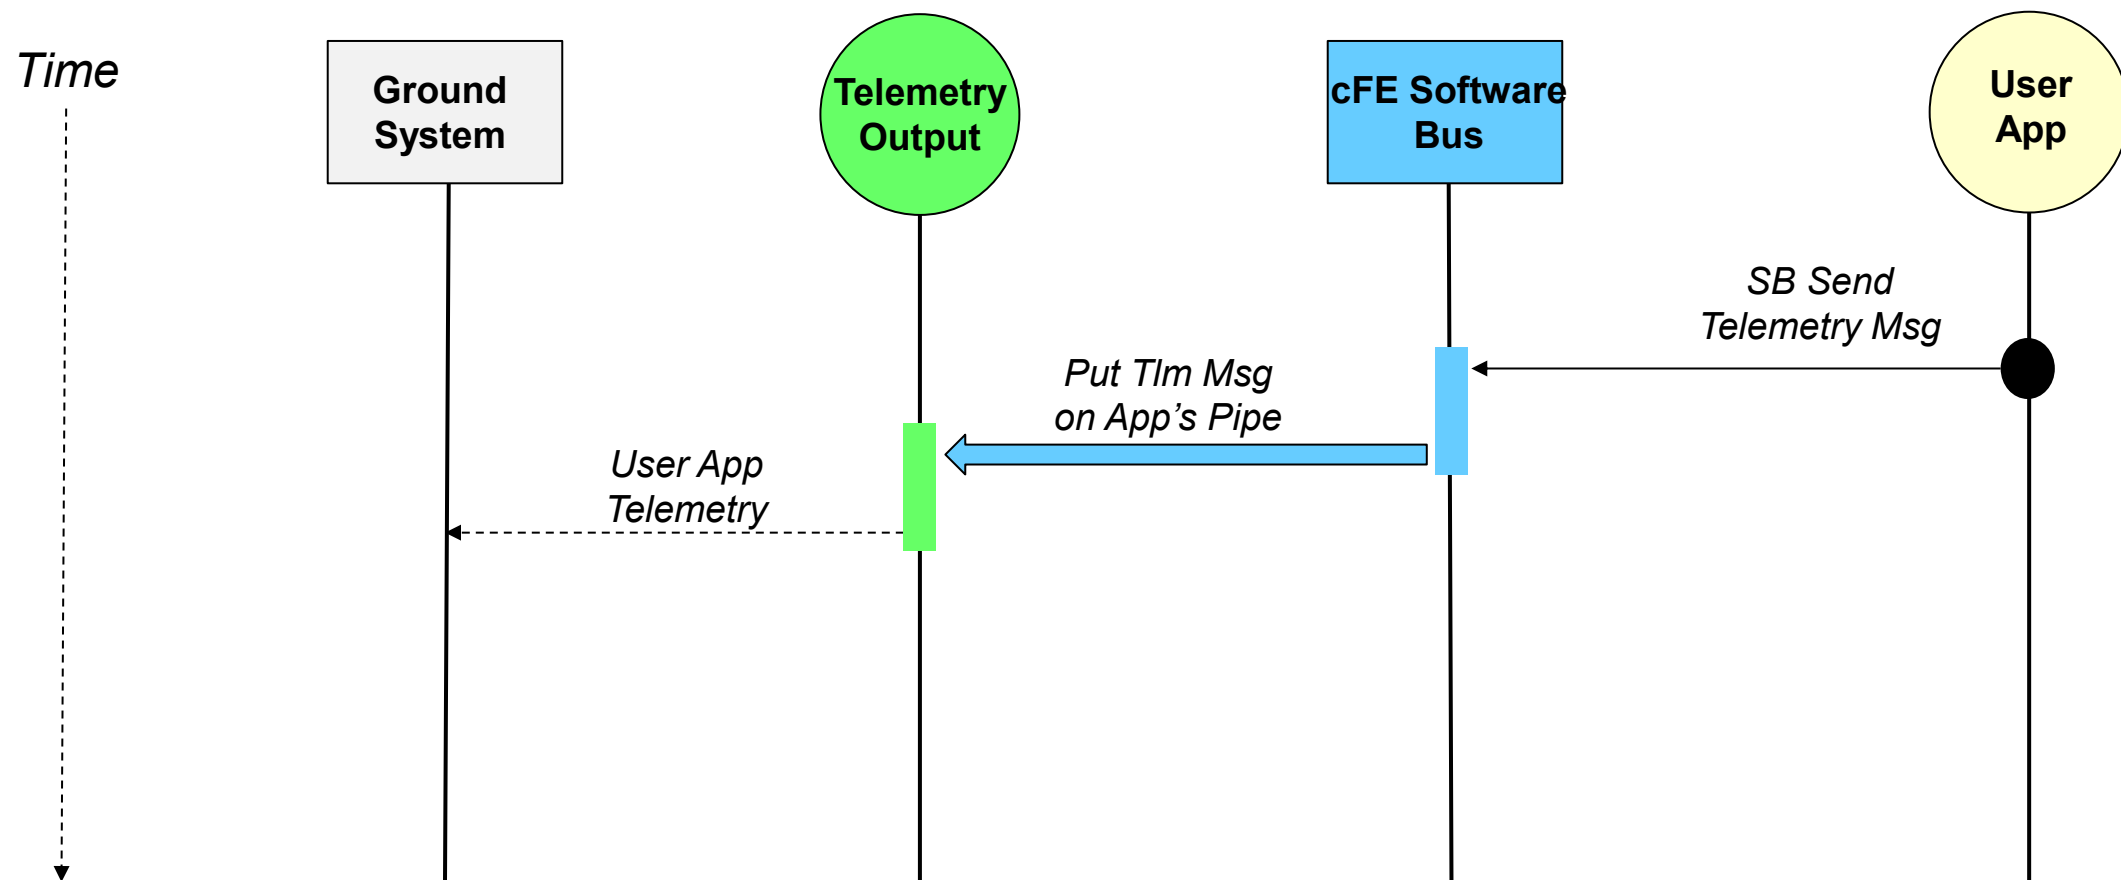 Time
Ground
System
Telemetry
Output
cFE Software
Bus
User
App
SB Send
Telemetry Msg
Put Tlm Msg
on App’s Pipe
User App
Telemetry